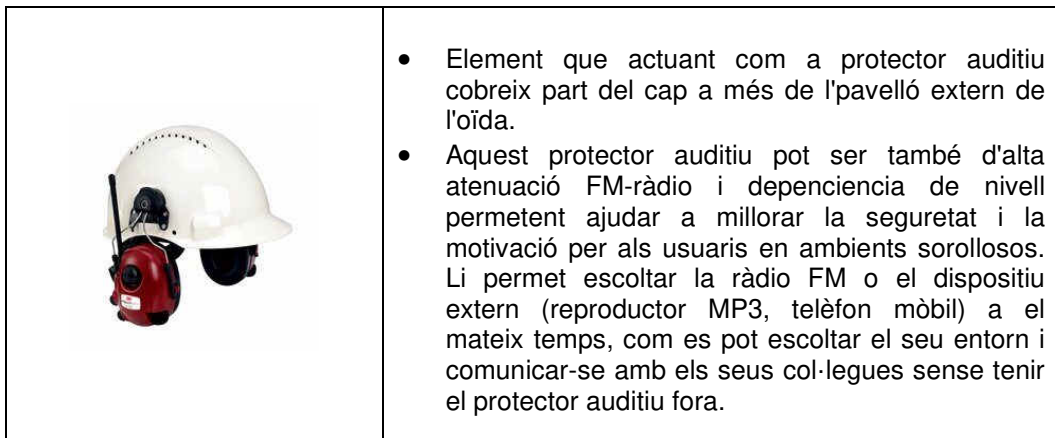 • Element que actuant com a protector auditiu
cobreix part del cap a més de l'pavelló extern de
l'oïda.
• Aquest protector auditiu pot ser també d'alta
atenuació FM-ràdio i depenciencia de nivell
permetent ajudar a millorar la seguretat i la
motivació per als usuaris en ambients sorollosos.
Li permet escoltar la ràdio FM o el dispositiu
extern (reproductor MP3, telèfon mòbil) a el
mateix temps, com es pot escoltar el seu entorn i
comunicar-se amb els seus col·legues sense tenir
el protector auditiu fora.